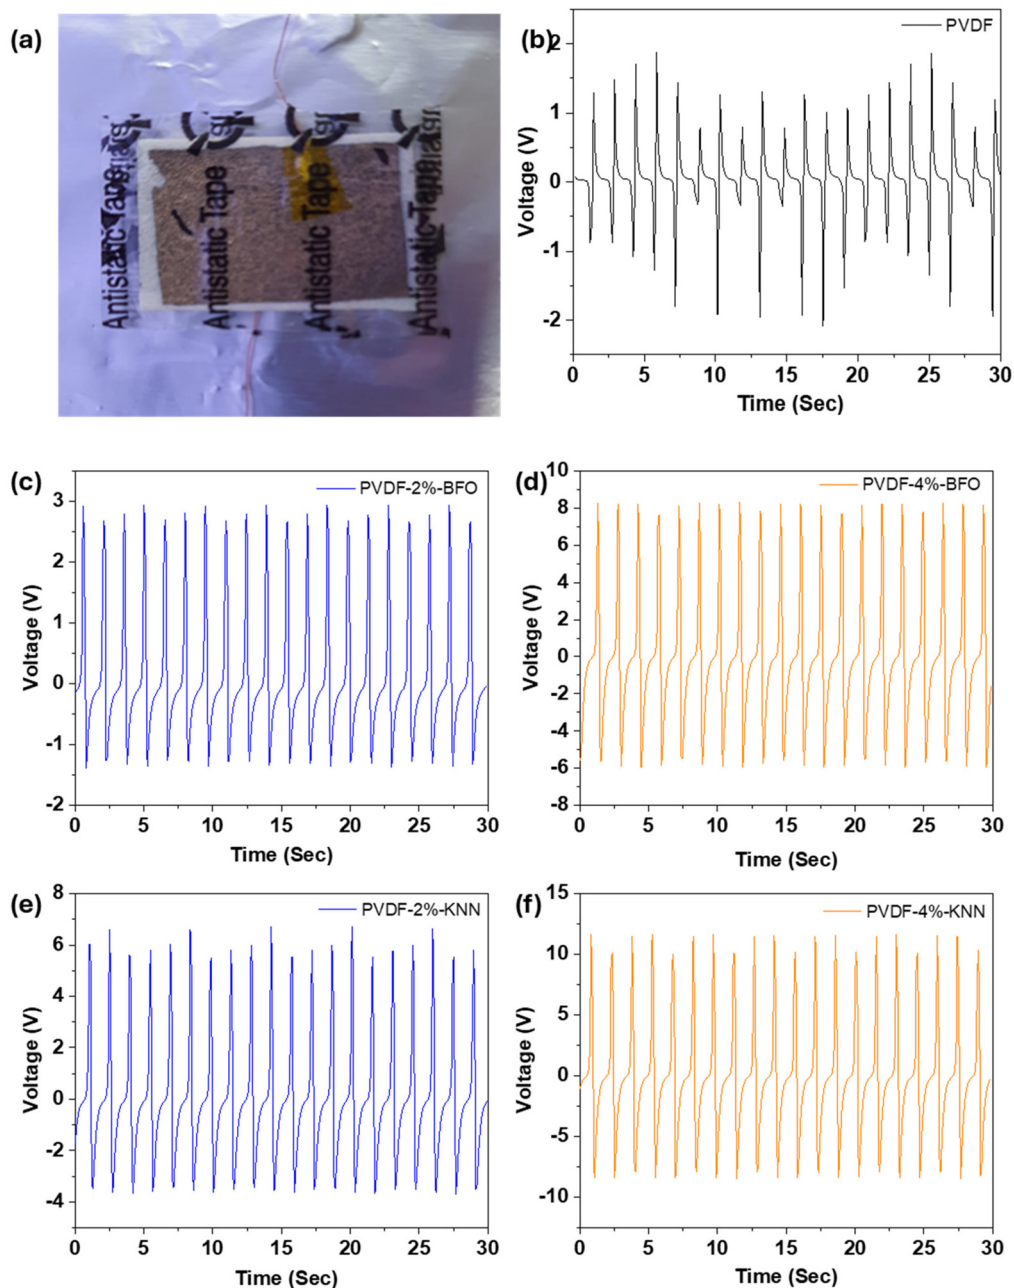 (a)
Antistatic Tape
Antistatic Tape
Antistatic Tape
Antistatic Tape
(b)
PVDF
Voltage (V)
2
1
0
-1
-2
0 5 10 15 20 25 30
Time (Sec)
(c)
PVDF-2%-BFO
Voltage (V)
3
2
1
0
-1
-2
0 5 10 15 20 25 30
Time (Sec)
(d)
PVDF-4%-BFO
Voltage (V)
10
8
6
4
2
0
-2
-4
-6
-8
0 5 10 15 20 25 30
Time (Sec)
(e)
PVDF-2%-KNN
Voltage (V)
8
6
4
2
0
-2
-4
0 5 10 15 20 25 30
Time (Sec)
(f)
PVDF-4%-KNN
Voltage (V)
15
10
5
0
-5
-10
0 5 10 15 20 25 30
Time (Sec)